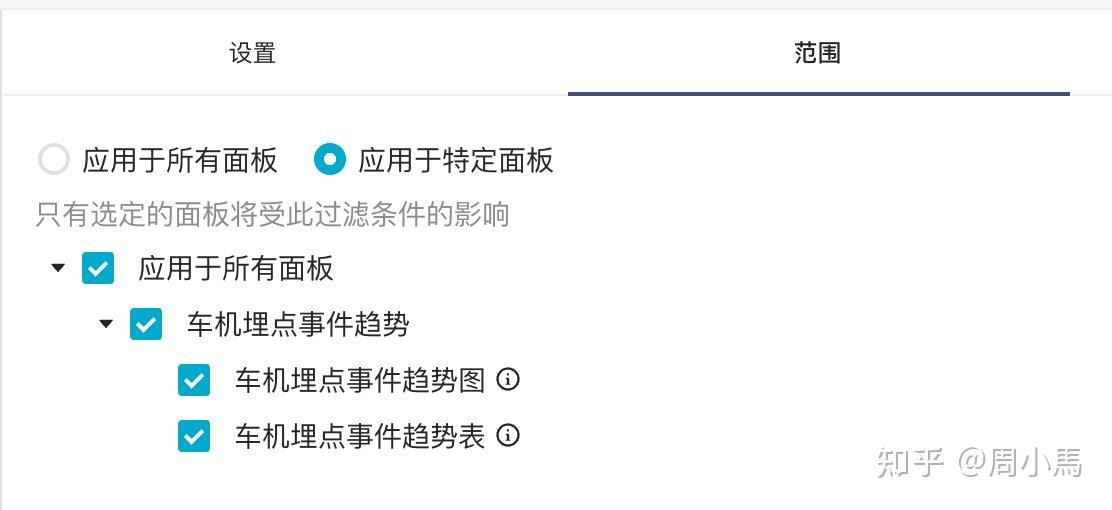 设置 范围
应用于所有面板 应用于特定面板
只有选定的面板将受此过滤条件的影响
应用于所有面板
车机埋点事件趋势
车机埋点事件趋势图
车机埋点事件趋势表
知乎 @周小馬